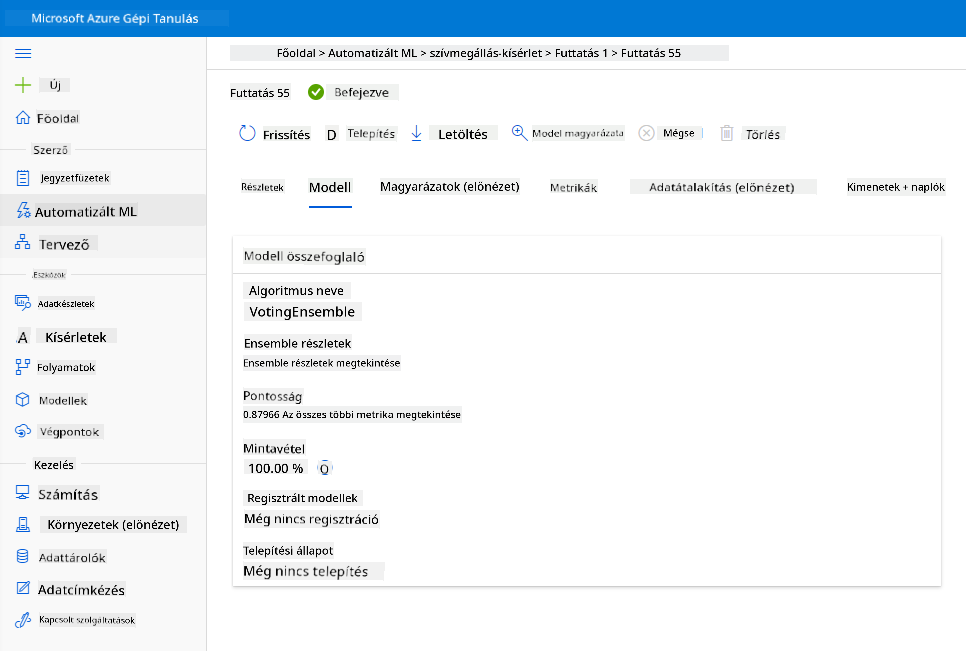 Microsoft Azure Gépi Tanulás
Főoldal > Automatizált ML > szívmegállás-kísérlet > Futtatás 1 > Futtatás 55
Új
Főoldal
Szerző
Jegyzetfüzetek
Automatizált ML
Tervező
Eszközök
Adatkészletek
A Kísérletek
Folyamatok
Modellek
Végpontok
Kezelés
Számítás
Környezetek (előnézet)
Adattárolók
Adatcímkézés
Kapcsolt szolgáltatások
Futtatás 55 Befejezve
Frissítés D Telepítés Letöltés Model magyarázata Mégse Törlés
Részletek Modell Magyarázatok (előnézet) Metrikák Adatátalakítás (előnézet) Kimenetek + naplók
Modell összefoglaló
Algoritmus neve
VotingEnsemble
Ensemble részletek
Ensemble részletek megtekintése
Pontosság
0.87966 Az összes többi metrika megtekintése
Mintavétel
100.00 %
Regisztrált modellek
Még nincs regisztráció
Telepítési állapot
Még nincs telepítés